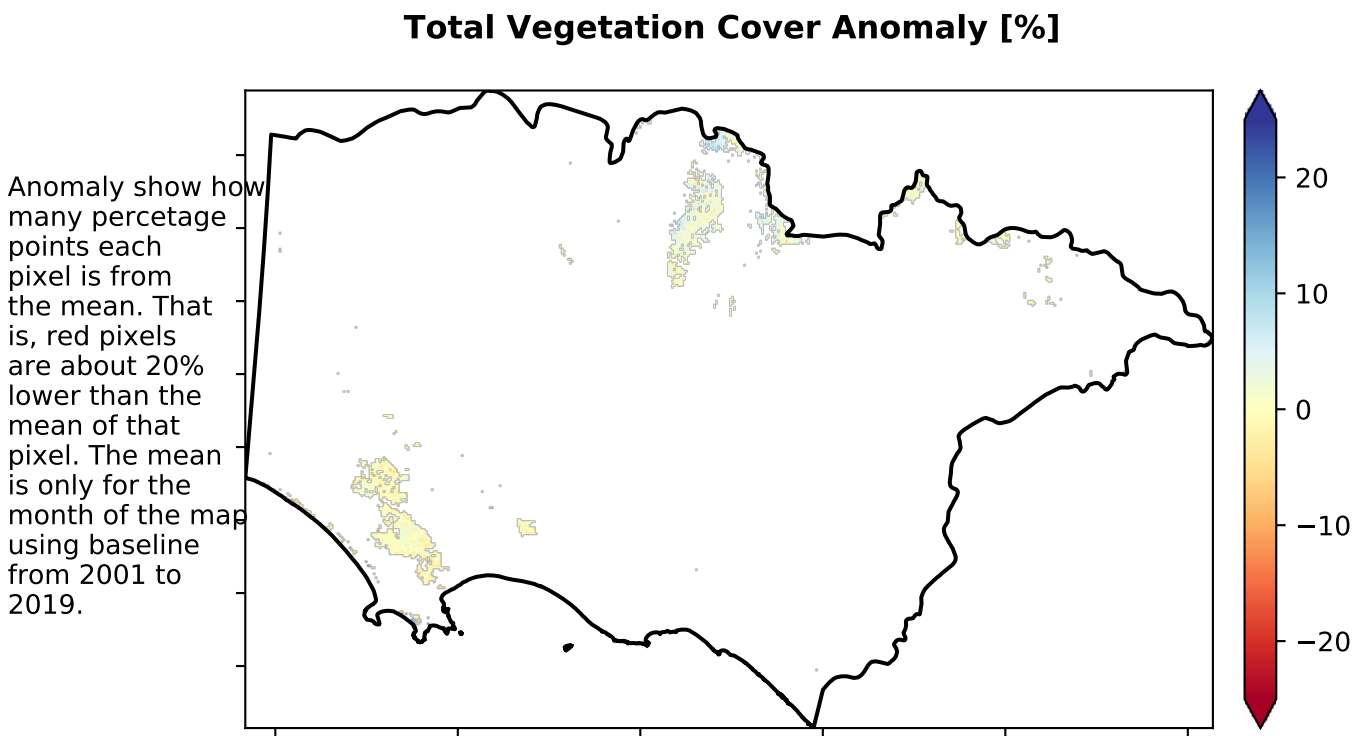 Total Vegetation Cover Anomaly [%]
Anomaly show how
many percetage
points each
pixel is from
the mean. That
is, red pixels
are about 20%
lower than the
mean of that
pixel. The mean
is only for the
month of the map
using baseline
from 2001 to
2019.
20
10
0
−10
−20